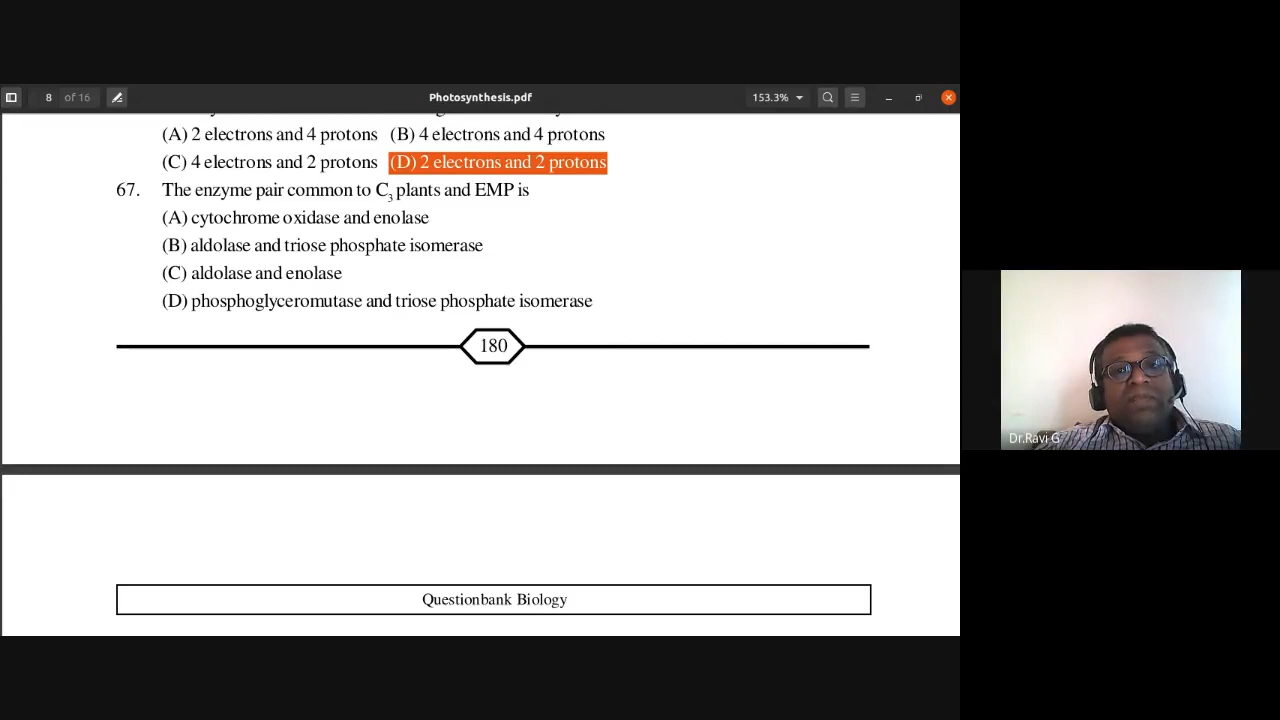 8 of 16 Photosynthesis.pdf 153.3%
(A) 2 electrons and 4 protons (B) 4 electrons and 4 protons
(C) 4 electrons and 2 protons (D) 2 electrons and 2 protons
67. The enzyme pair common to C₃ plants and EMP is
(A) cytochrome oxidase and enolase
(B) aldolase and triose phosphate isomerase
(C) aldolase and enolase
(D) phosphoglyceromutase and triose phosphate isomerase
180
Questionbank Biology
Dr.Ravi G